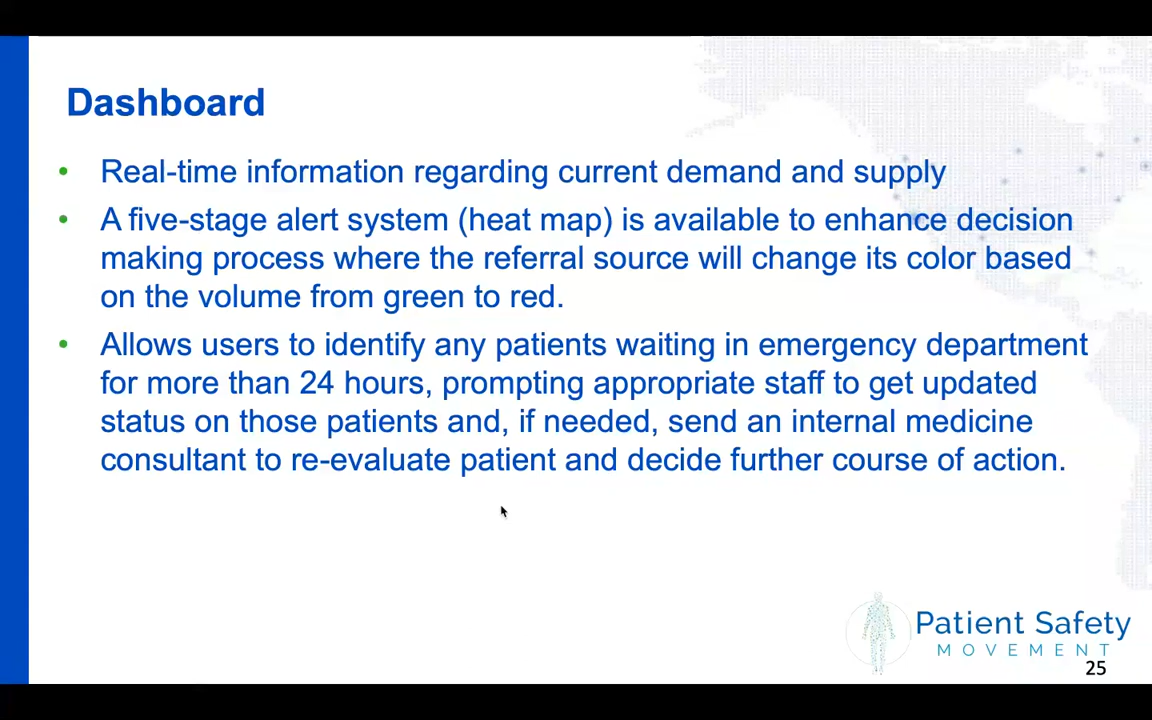 Dashboard
• Real-time information regarding current demand and supply
• A five-stage alert system (heat map) is available to enhance decision
making process where the referral source will change its color based
on the volume from green to red.
• Allows users to identify any patients waiting in emergency department
for more than 24 hours, prompting appropriate staff to get updated
status on those patients and, if needed, send an internal medicine
consultant to re-evaluate patient and decide further course of action.
Patient Safety
MOVEMENT
25